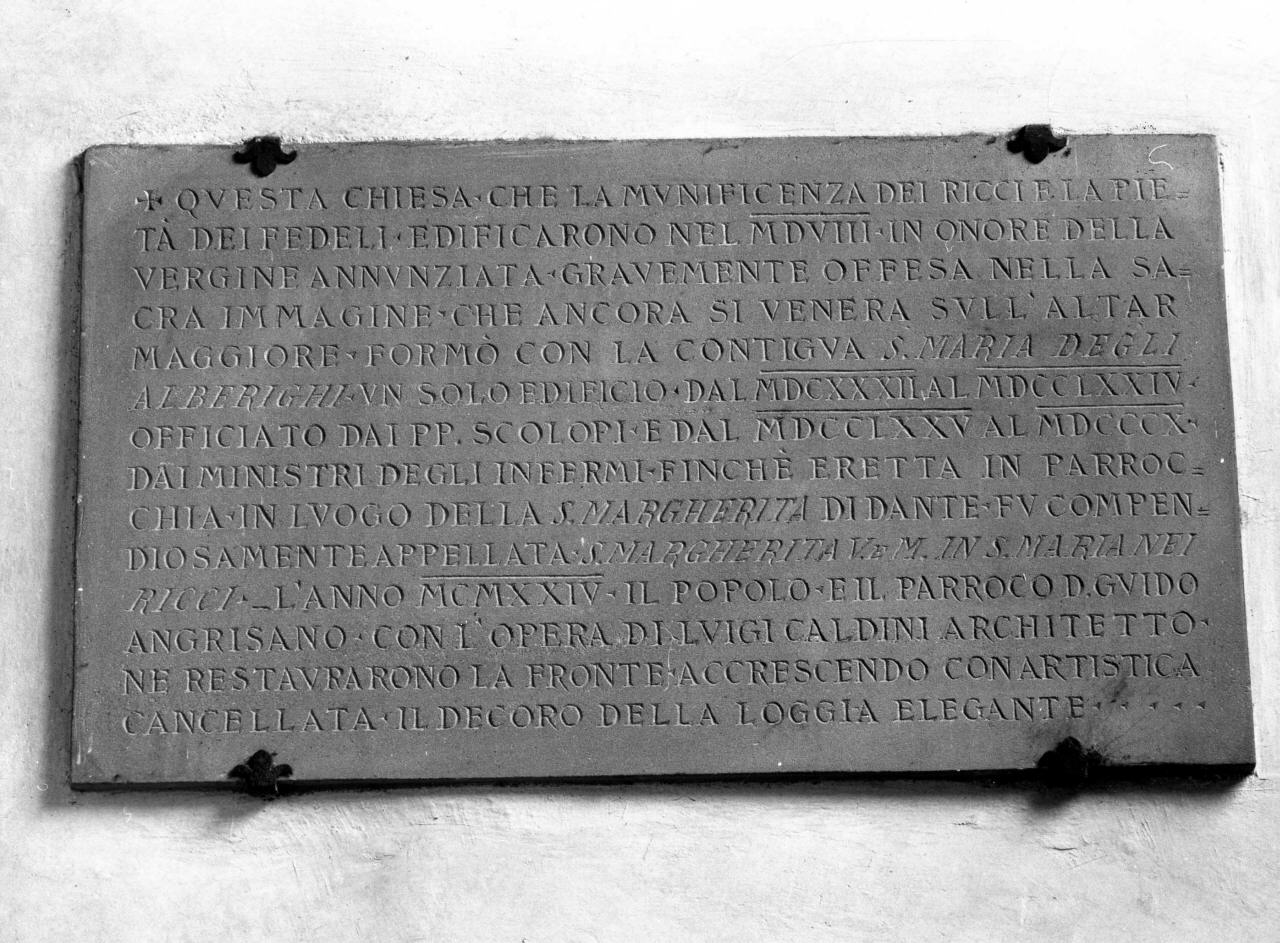 + QVESTA CHIESA·CHE LA MVNIFICENZA DEI RICCI E LA PIE=
TÀ DEI FEDELI·EDIFICARONO NEL MDVIII·IN ONORE DELLA
VERGINE ANNVNZIATA·GRAVEMENTE OFFESA NELLA SA=
CRA IMMAGINE·CHE ANCORA SI VENERA SVLL'ALTAR
MAGGIORE·FORMÒ CON LA CONTIGVA S. MARIA DEGLI
ALBERIGHI·VN SOLO EDIFICIO·DAL MDCXXXII AL MDCCLXXIV·
OFFICIATO DAI PP. SCOLOPI·E DAL MDCCLXXV AL MDCCCX·
DAI MINISTRI DEGLI INFERMI·FINCHÈ ERETTA IN PARROC=
CHIA·IN LVOGO DELLA S. MARGHERITA DI DANTE·FV COMPEN=
DIOSAMENTE APPELLATA·S. MARGHERITA V. E M. IN S. MARIA NEI
RICCI·_L'ANNO MCMXXIV·IL POPOLO·E IL PARROCO D. GVIDO
ANGRISANO·CON L'OPERA DI LVIGI CALDINI ARCHITETTO·
NE RESTAVRARONO LA FRONTE·ACCRESCENDO CON ARTISTICA
CANCELLATA·IL DECORO DELLA LOGGIA ELEGANTE·····